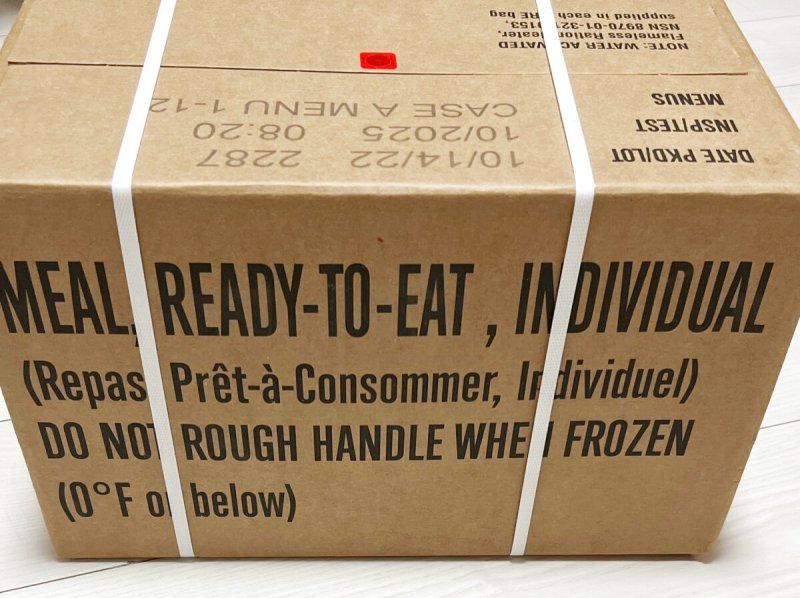 DATE PKD/LOT 10/14/22 2287
INSP/TEST 10/2025 08:20
MENUS CASE A MENU 1-12
NOTE: WATER ACTIVATED
Flameless Ration Heater,
NSN 8970-01-321-9153,
supplied in each MRE bag
MEAL, READY-TO-EAT , INDIVIDUAL
(Repas Prêt-à-Consommer, Individuel)
DO NOT ROUGH HANDLE WHEN FROZEN
(0°F or below)